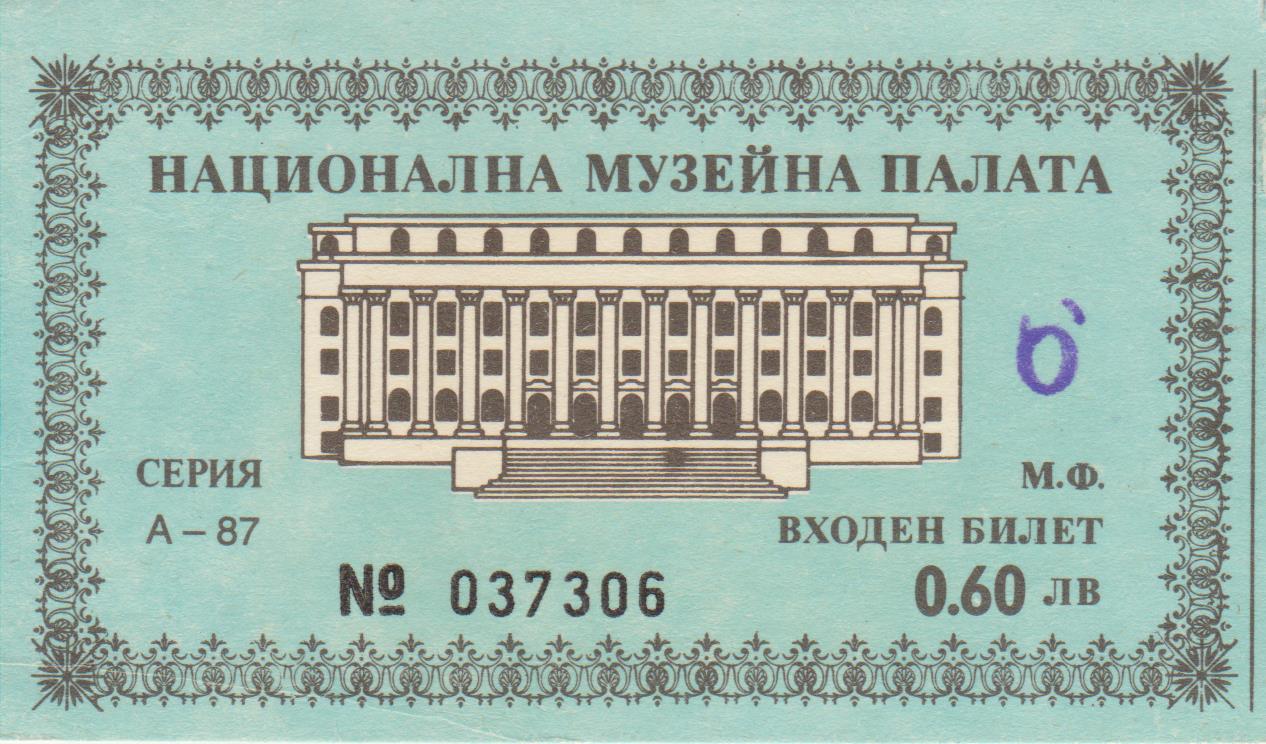 НАЦИОНАЛНА МУЗЕЙНА ПАЛАТА
СЕРИЯ
А – 87
М.Ф.
ВХОДЕН БИЛЕТ
0.60 лв
№ 037306